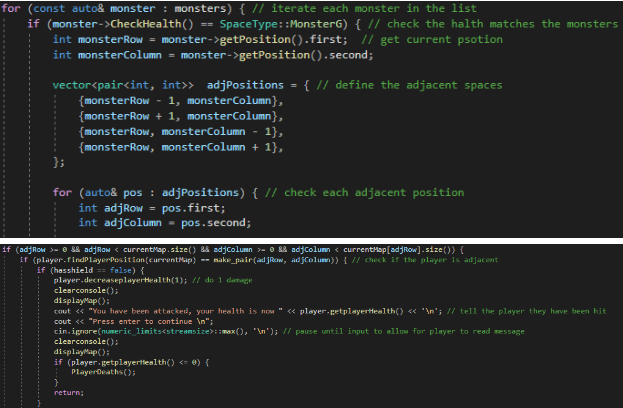 for (const auto& monster : monsters) { // iterate each monster in the list
if (monster->CheckHealth() == SpaceType::MonsterG) { // check the halth matches the monsters
int monsterRow = monster->getPosition().first; // get current psotion
int monsterColumn = monster->getPosition().second;
vector<pair<int, int>> adjPositions = { // define the adjacent spaces
{monsterRow - 1, monsterColumn},
{monsterRow + 1, monsterColumn},
{monsterRow, monsterColumn - 1},
{monsterRow, monsterColumn + 1},
};
for (auto& pos : adjPositions) { // check each adjacent position
int adjRow = pos.first;
int adjColumn = pos.second;
if (adjRow >= 0 && adjRow < currentMap.size() && adjColumn >= 0 && adjColumn < currentMap[adjRow].size()) {
if (player.findPlayerPosition(currentMap) == make_pair(adjRow, adjColumn)) { // check if the player is adjacent
if (hasshield == false) {
player.decreaseplayerHealth(1); // do 1 damage
clearconsole();
displayMap();
cout << "You have been attacked, your health is now " << player.getplayerHealth() << '\n'; // tell the player they have been hit
cout << "Press enter to continue \n";
cin.ignore(numeric_limits<streamsize>::max(), '\n'); // pause until input to allow for player to read message
clearconsole();
displayMap();
if (player.getplayerHealth() <= 0) {
PlayerDeaths();
}
return;
}